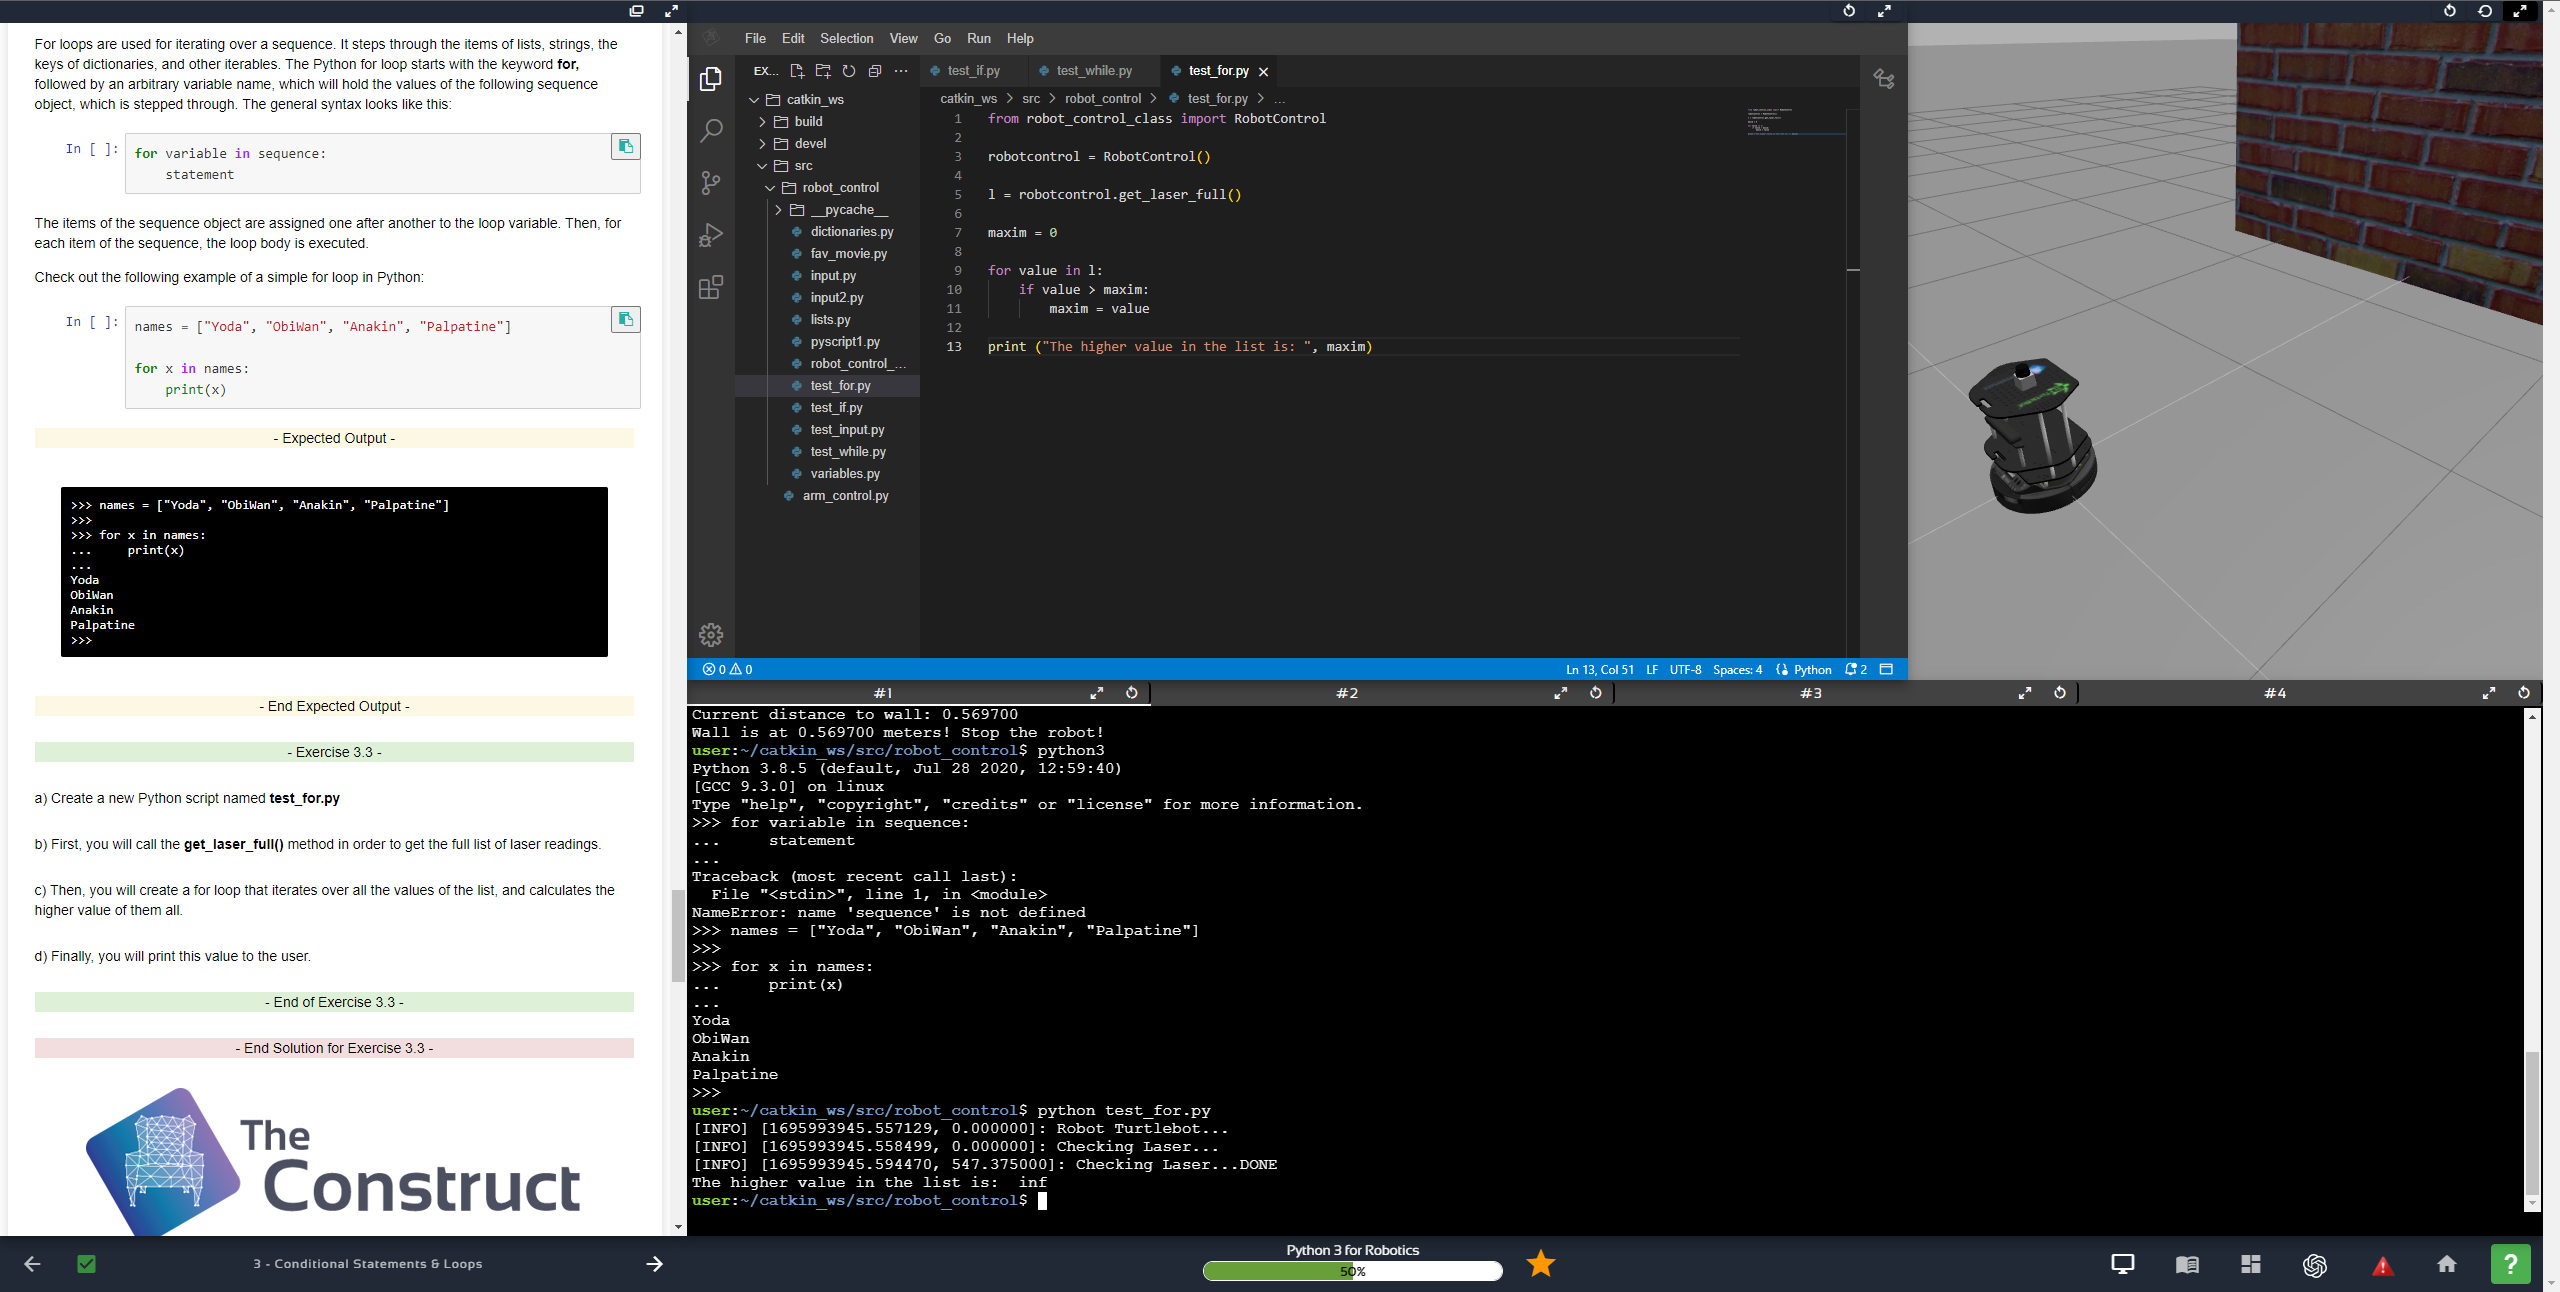 For loops are used for iterating over a sequence. It steps through the items of lists, strings, the
keys of dictionaries, and other iterables. The Python for loop starts with the keyword for,
followed by an arbitrary variable name, which will hold the values of the following sequence
object, which is stepped through. The general syntax looks like this:
In [ ]:
for variable in sequence:
    statement
The items of the sequence object are assigned one after another to the loop variable. Then, for
each item of the sequence, the loop body is executed.
Check out the following example of a simple for loop in Python:
In [ ]:
names = ["Yoda", "ObiWan", "Anakin", "Palpatine"]
for x in names:
    print(x)
- Expected Output -
>>> names = ["Yoda", "ObiWan", "Anakin", "Palpatine"]
>>>
>>> for x in names:
...     print(x)
...
Yoda
ObiWan
Anakin
Palpatine
>>>
- End Expected Output -
- Exercise 3.3 -
a) Create a new Python script named test_for.py
b) First, you will call the get_laser_full() method in order to get the full list of laser readings.
c) Then, you will create a for loop that iterates over all the values of the list, and calculates the
higher value of them all.
d) Finally, you will print this value to the user.
- End of Exercise 3.3 -
- End Solution for Exercise 3.3 -
The
Construct
File Edit Selection View Go Run Help
EX... ...
catkin_ws
build
devel
src
robot_control
__pycache__
dictionaries.py
fav_movie.py
input.py
input2.py
lists.py
pyscript1.py
robot_control_...
test_for.py
test_if.py
test_input.py
test_while.py
variables.py
arm_control.py
test_if.py test_while.py test_for.py
catkin_ws > src > robot_control > test_for.py > ...
1 from robot_control_class import RobotControl
2
3 robotcontrol = RobotControl()
4
5 l = robotcontrol.get_laser_full()
6
7 maxim = 0
8
9 for value in l:
10     if value > maxim:
11         maxim = value
12
13 print ("The higher value in the list is: ", maxim)
0 0 Ln 13, Col 51 LF UTF-8 Spaces: 4 Python 2
#1 #2 #3 #4
Current distance to wall: 0.569700
Wall is at 0.569700 meters! Stop the robot!
user:~/catkin_ws/src/robot_control$ python3
Python 3.8.5 (default, Jul 28 2020, 12:59:40)
[GCC 9.3.0] on linux
Type "help", "copyright", "credits" or "license" for more information.
>>> for variable in sequence:
...     statement
...
Traceback (most recent call last):
  File "<stdin>", line 1, in <module>
NameError: name 'sequence' is not defined
>>> names = ["Yoda", "ObiWan", "Anakin", "Palpatine"]
>>>
>>> for x in names:
...     print(x)
...
Yoda
ObiWan
Anakin
Palpatine
>>>
user:~/catkin_ws/src/robot_control$ python test_for.py
[INFO] [1695993945.557129, 0.000000]: Robot Turtlebot...
[INFO] [1695993945.558499, 0.000000]: Checking Laser...
[INFO] [1695993945.594470, 547.375000]: Checking Laser...DONE
The higher value in the list is:  inf
user:~/catkin_ws/src/robot_control$
3 - Conditional Statements & Loops
Python 3 for Robotics
50%
?